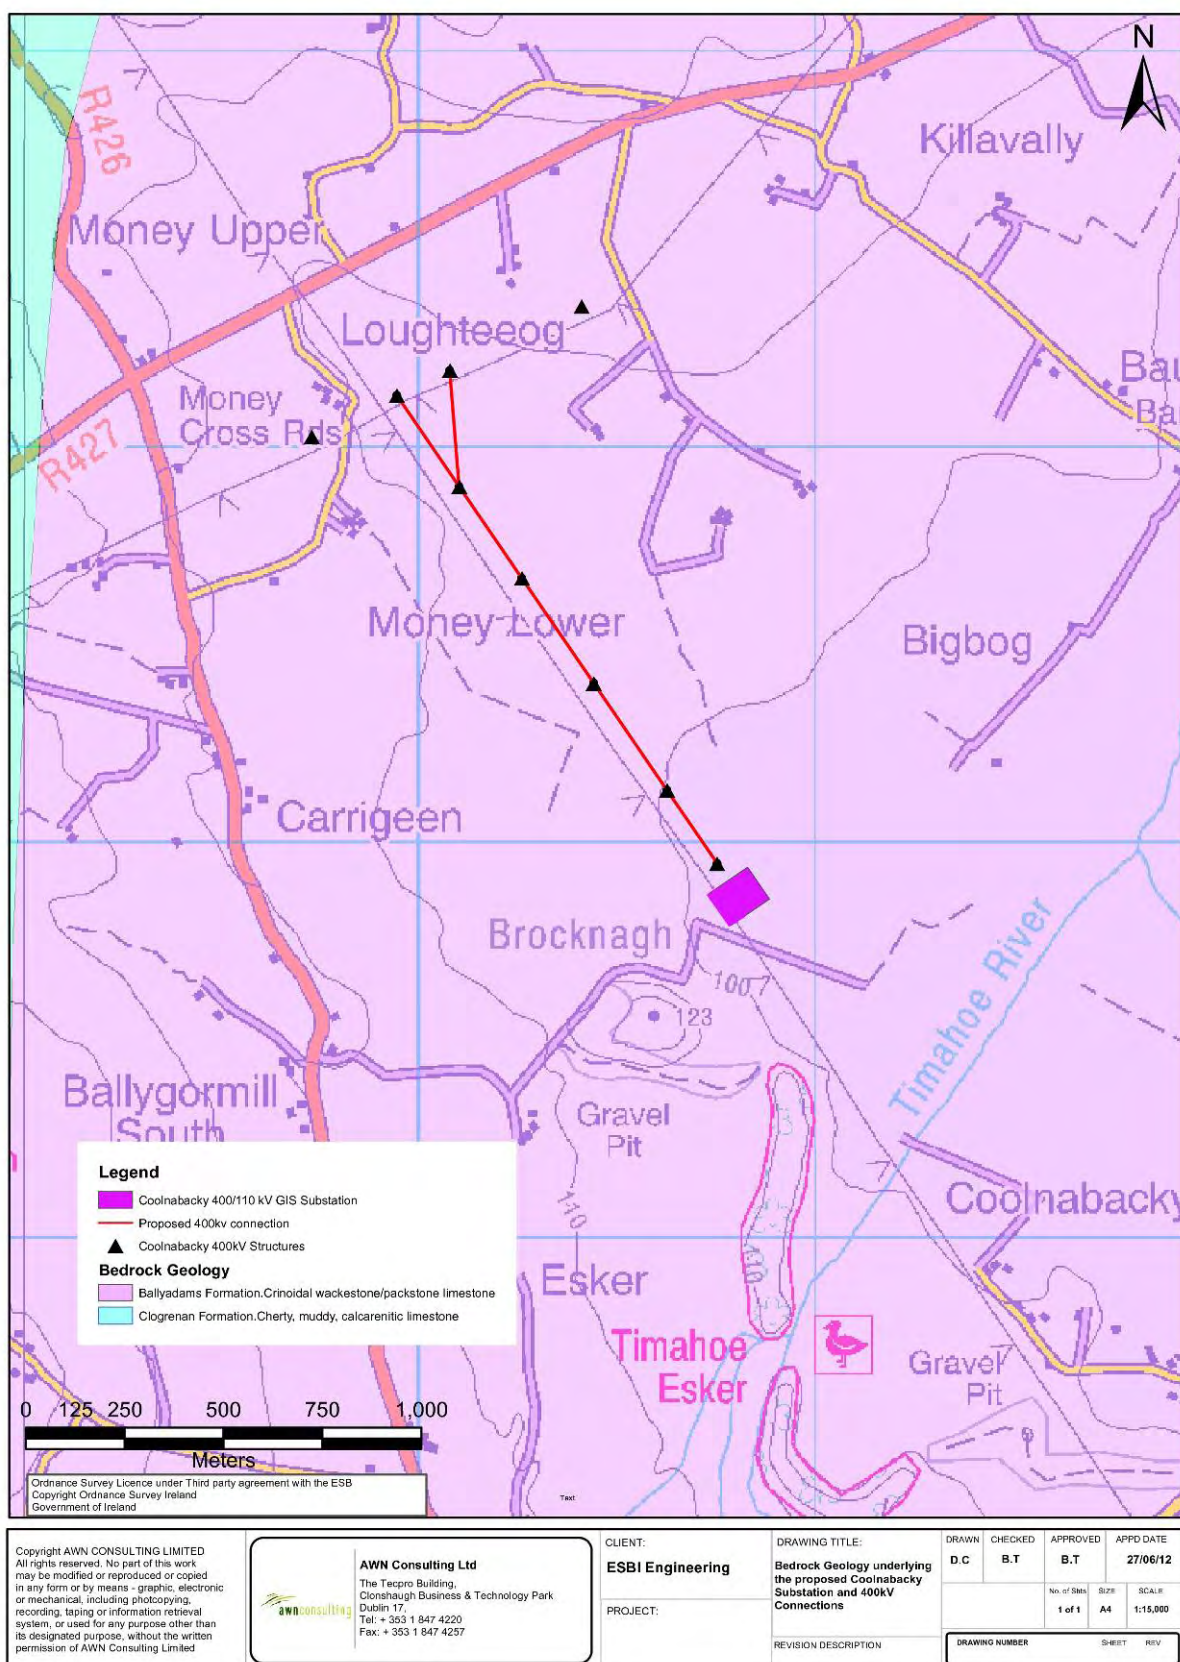 N
R426
Killavally
Money Upper
Loughteeog
Money
Cross Rds
R427
Bau
Ba
Money Lower
Bigbog
Carrigeen
Brocknagh
100
123
Timahoe River
Ballygormill
South
Gravel
Pit
110
Coolnabacky
Esker
110
Timahoe
Esker
Gravel
Pit
Legend
Coolnabacky 400/110 kV GIS Substation
Proposed 400kv connection
Coolnabacky 400kV Structures
Bedrock Geology
Ballyadams Formation.Crinoidal wackestone/packstone limestone
Clogrenan Formation.Cherty, muddy, calcarenitic limestone
0 125 250 500 750 1,000
Meters
Ordnance Survey Licence under Third party agreement with the ESB
Copyright Ordnance Survey Ireland
Government of Ireland
Text
Copyright AWN CONSULTING LIMITED
All rights reserved. No part of this work
may be modified or reproduced or copied
in any form or by means - graphic, electronic
or mechanical, including photcopying,
recording, taping or information retrieval
system, or used for any purpose other than
its designated purpose, without the written
permission of AWN Consulting Limited
awnconsulting
AWN Consulting Ltd
The Tecpro Building,
Clonshaugh Business & Technology Park
Dublin 17,
Tel: + 353 1 847 4220
Fax: + 353 1 847 4257
CLIENT:
ESBI Engineering
PROJECT:
DRAWING TITLE:
Bedrock Geology underlying
the proposed Coolnabacky
Substation and 400kV
Connections
REVISION DESCRIPTION
DRAWN CHECKED APPROVED APPD DATE
D.C B.T B.T 27/06/12
No. of Shts SIZE SCALE
1 of 1 A4 1:15,000
DRAWING NUMBER SHEET REV